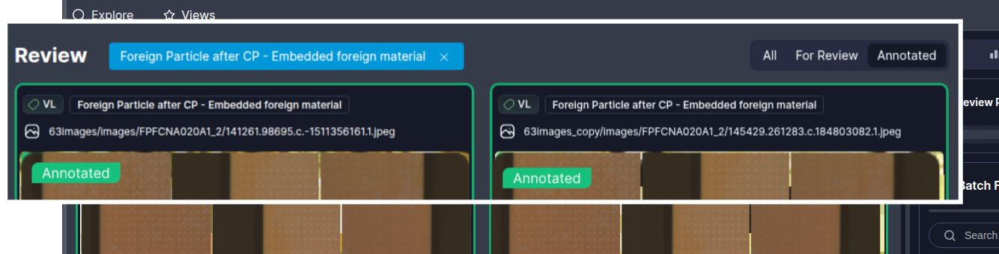 Explore
Views
Review
Foreign Particle after CP - Embedded foreign material ×
All
For Review
Annotated
VL
Foreign Particle after CP - Embedded foreign material
63images/images/FPFCNA020A1_2/141261.98695.c.-1511356161.1.jpeg
Annotated
VL
Foreign Particle after CP - Embedded foreign material
63images_copy/images/FPFCNA020A1_2/145429.261283.c.184803082.1.jpeg
Annotated
Search